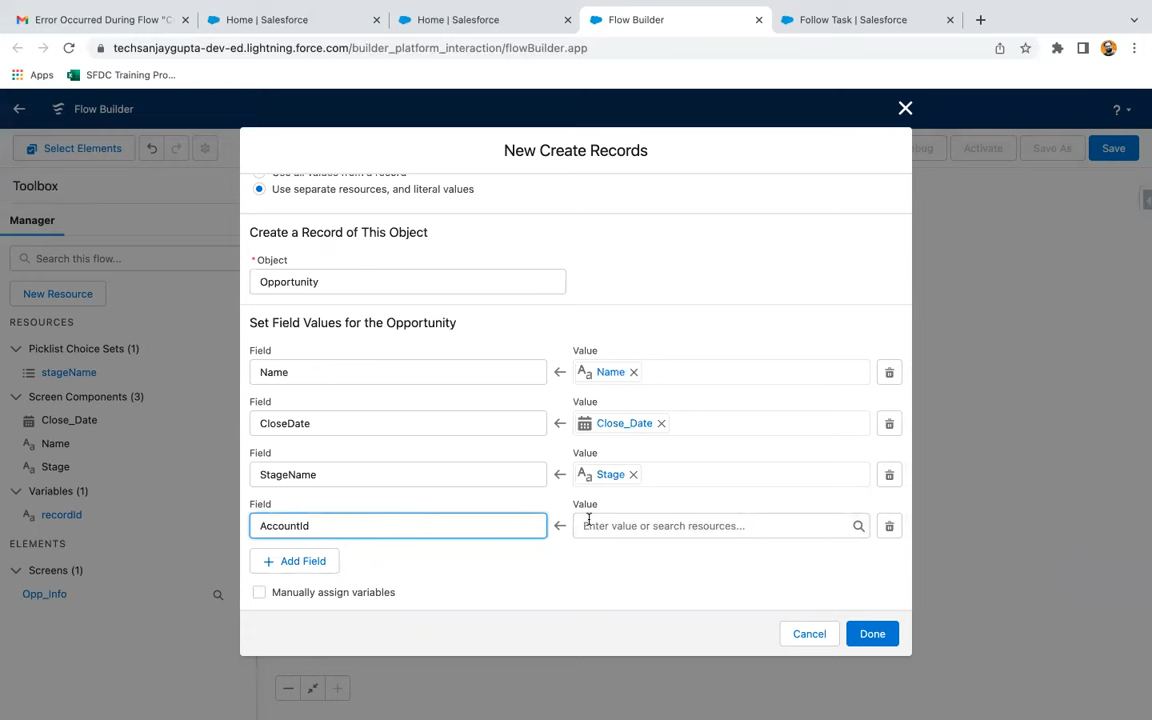 Error Occurred During Flow "C
Home | Salesforce
Home | Salesforce
Flow Builder
Follow Task | Salesforce
techsanjaygupta-dev-ed.lightning.force.com/builder_platform_interaction/flowBuilder.app
Apps
SFDC Training Pro...
Flow Builder
?
Select Elements
New Create Records
Activate
Save As
Save
Toolbox
Use separate resources, and literal values
Manager
Create a Record of This Object
Search this flow...
* Object
Opportunity
New Resource
RESOURCES
Set Field Values for the Opportunity
Picklist Choice Sets (1)
Field
Value
stageName
Name
Aa Name
Screen Components (3)
Field
Value
Close_Date
CloseDate
Close_Date
Aa Name
Field
Value
Aa Stage
StageName
Aa Stage
Variables (1)
Field
Value
recordId
AccountId
Enter value or search resources...
ELEMENTS
Add Field
Screens (1)
Opp_Info
Manually assign variables
Cancel
Done